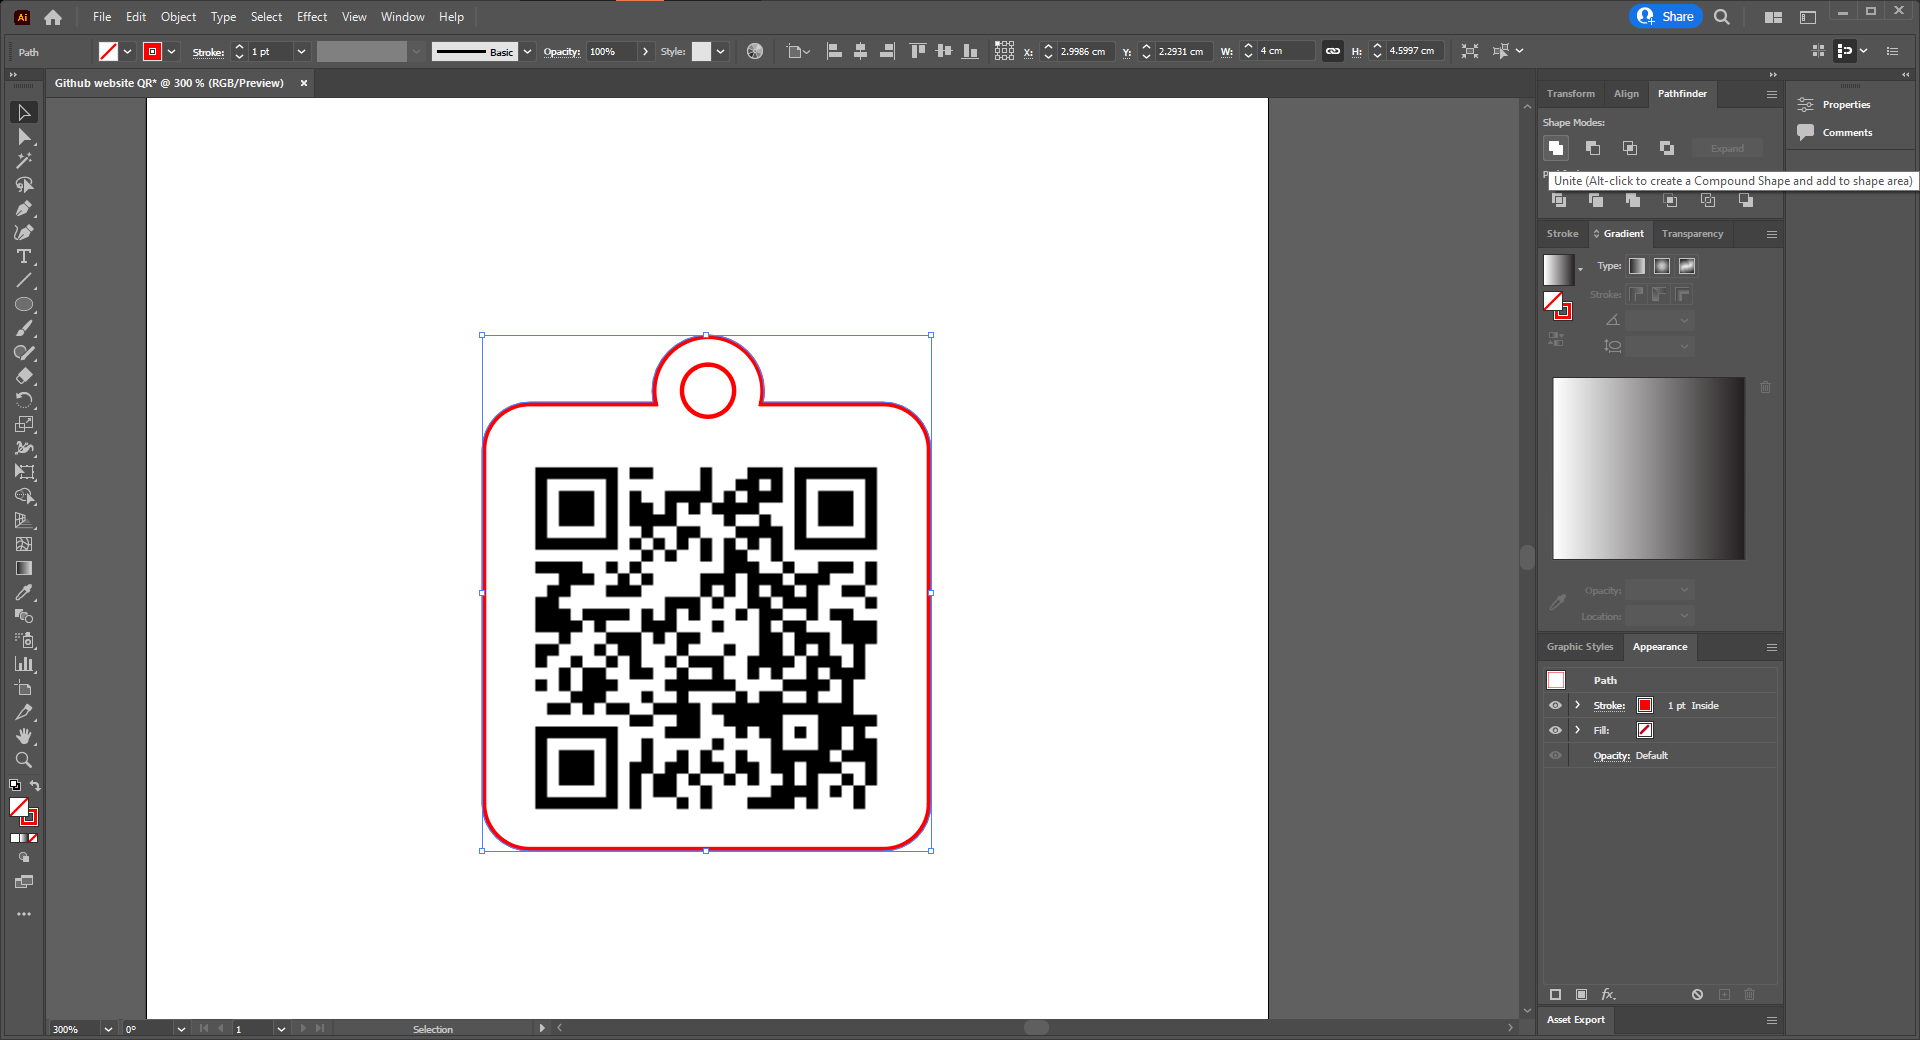 Ai File Edit Object Type Select Effect View Window Help Share
Path Stroke: 1 pt Basic Opacity: 100% Style: X: 2.9986 cm Y: 2.2931 cm W: 4 cm H: 4.5997 cm
Github website QR* @ 300 % (RGB/Preview)
Transform Align Pathfinder
Shape Modes:
Expand
Unite (Alt-click to create a Compound Shape and add to shape area)
Properties
Comments
Stroke Gradient Transparency
Type:
Stroke:
Opacity:
Location:
Graphic Styles Appearance
Path
Stroke: 1 pt Inside
Fill:
Opacity: Default
fx.
Asset Export
300% 0° 1 Selection